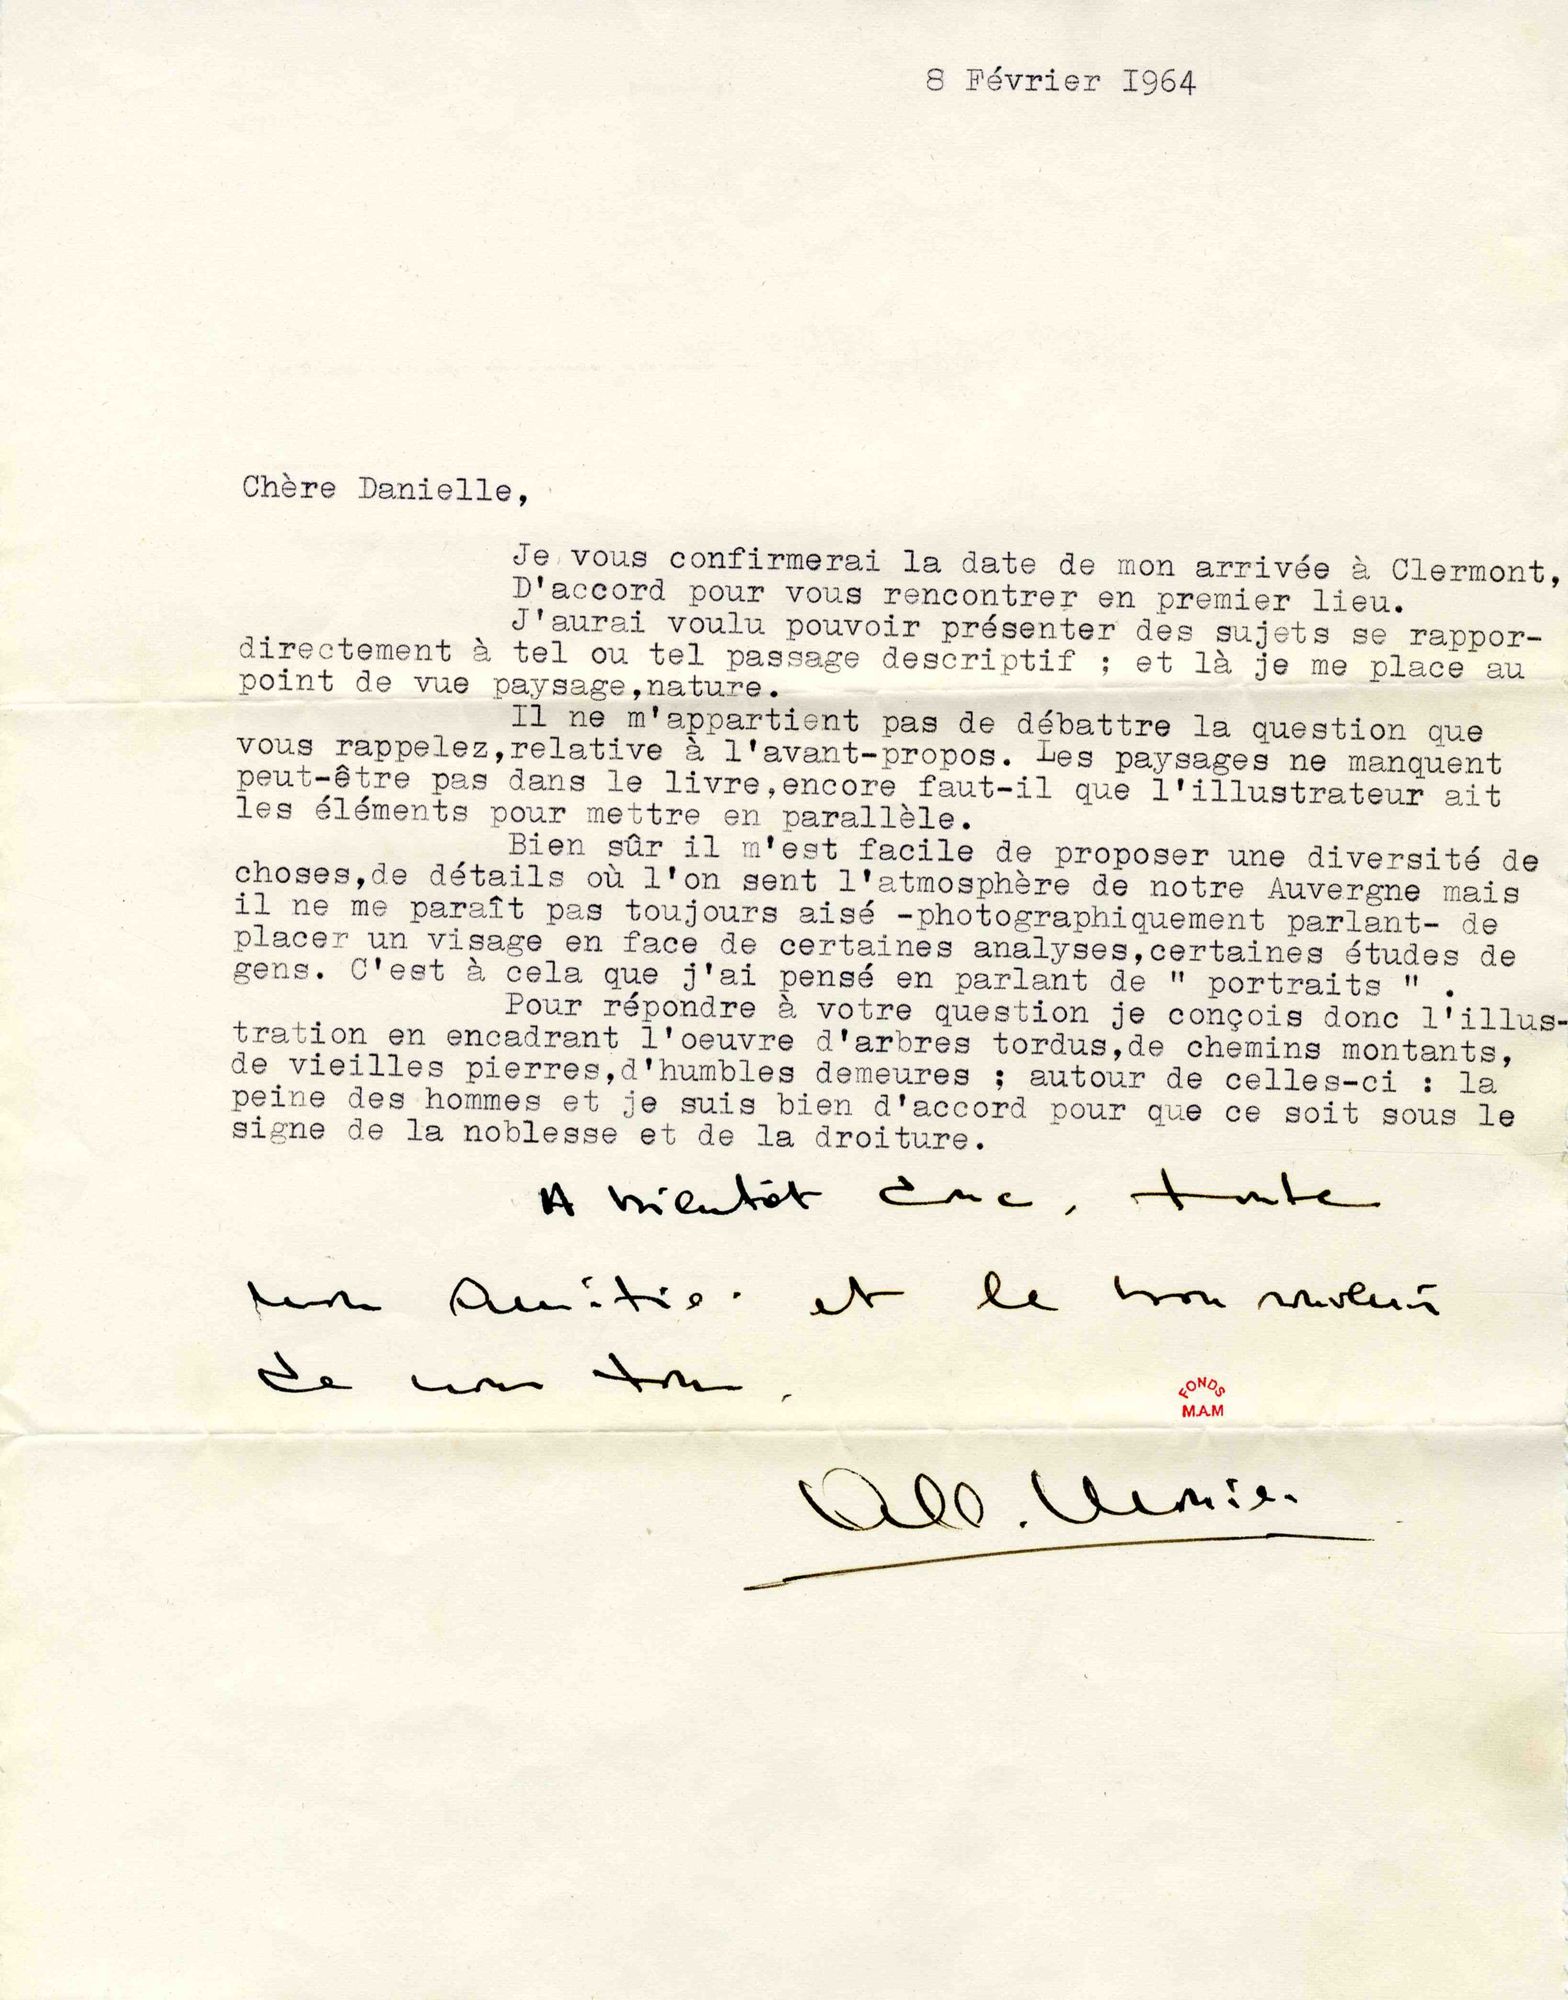 8 Février I964
Chère Danielle,
Je vous confirmerai la date de mon arrivée à Clermont,
D'accord pour vous rencontrer en premier lieu.
J'aurai voulu pouvoir présenter des sujets se rappor-
directement à tel ou tel passage descriptif ; et là je me place au
point de vue paysage,nature.
Il ne m'appartient pas de débattre la question que
vous rappelez,relative à l'avant-propos. Les paysages ne manquent
peut-être pas dans le livre,encore faut-il que l'illustrateur ait
les éléments pour mettre en parallèle.
Bien sûr il m'est facile de proposer une diversité de
choses,de détails où l'on sent l'atmosphère de notre Auvergne mais
il ne me paraît pas toujours aisé -photographiquement parlant- de
placer un visage en face de certaines analyses,certaines études de
gens. C'est à cela que j'ai pensé en parlant de " portraits " .
Pour répondre à votre question je conçois donc l'illus-
tration en encadrant l'oeuvre d'arbres tordus,de chemins montants,
de vieilles pierres,d'humbles demeures ; autour de celles-ci : la
peine des hommes et je suis bien d'accord pour que ce soit sous le
signe de la noblesse et de la droiture.
A bientôt donc, toute
mon amitié et le bon souvenir
de nous tous.
FONDS
M.A.M